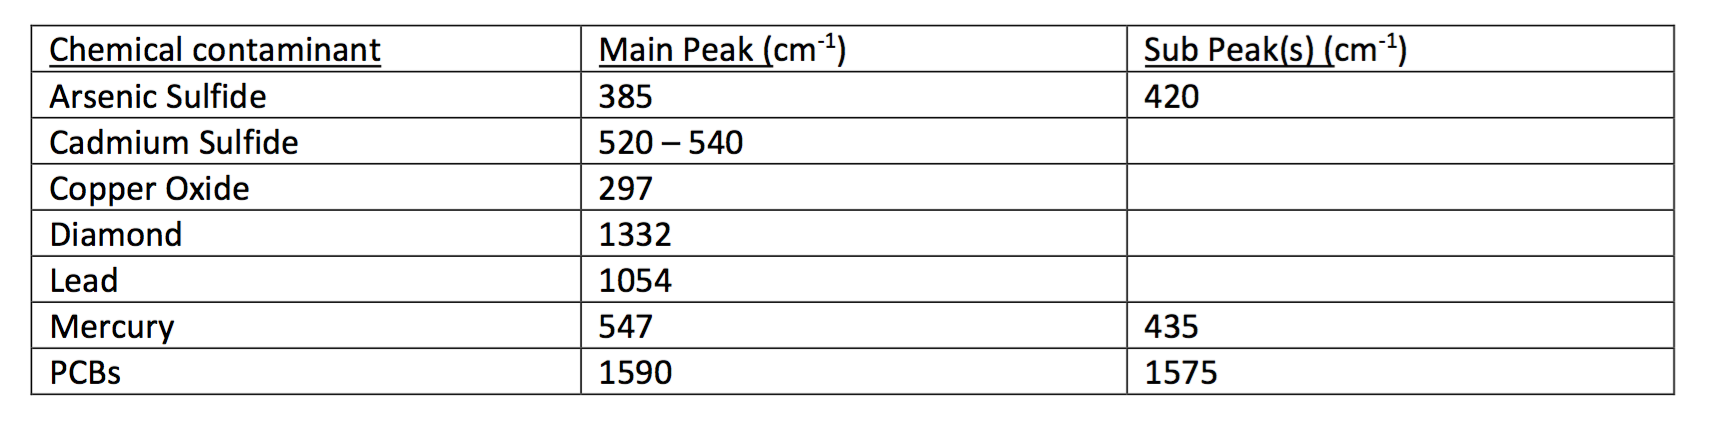 Chemical contaminant Main Peak (cm⁻¹) Sub Peak(s) (cm⁻¹)
Arsenic Sulfide 385 420
Cadmium Sulfide 520 – 540
Copper Oxide 297
Diamond 1332
Lead 1054
Mercury 547 435
PCBs 1590 1575